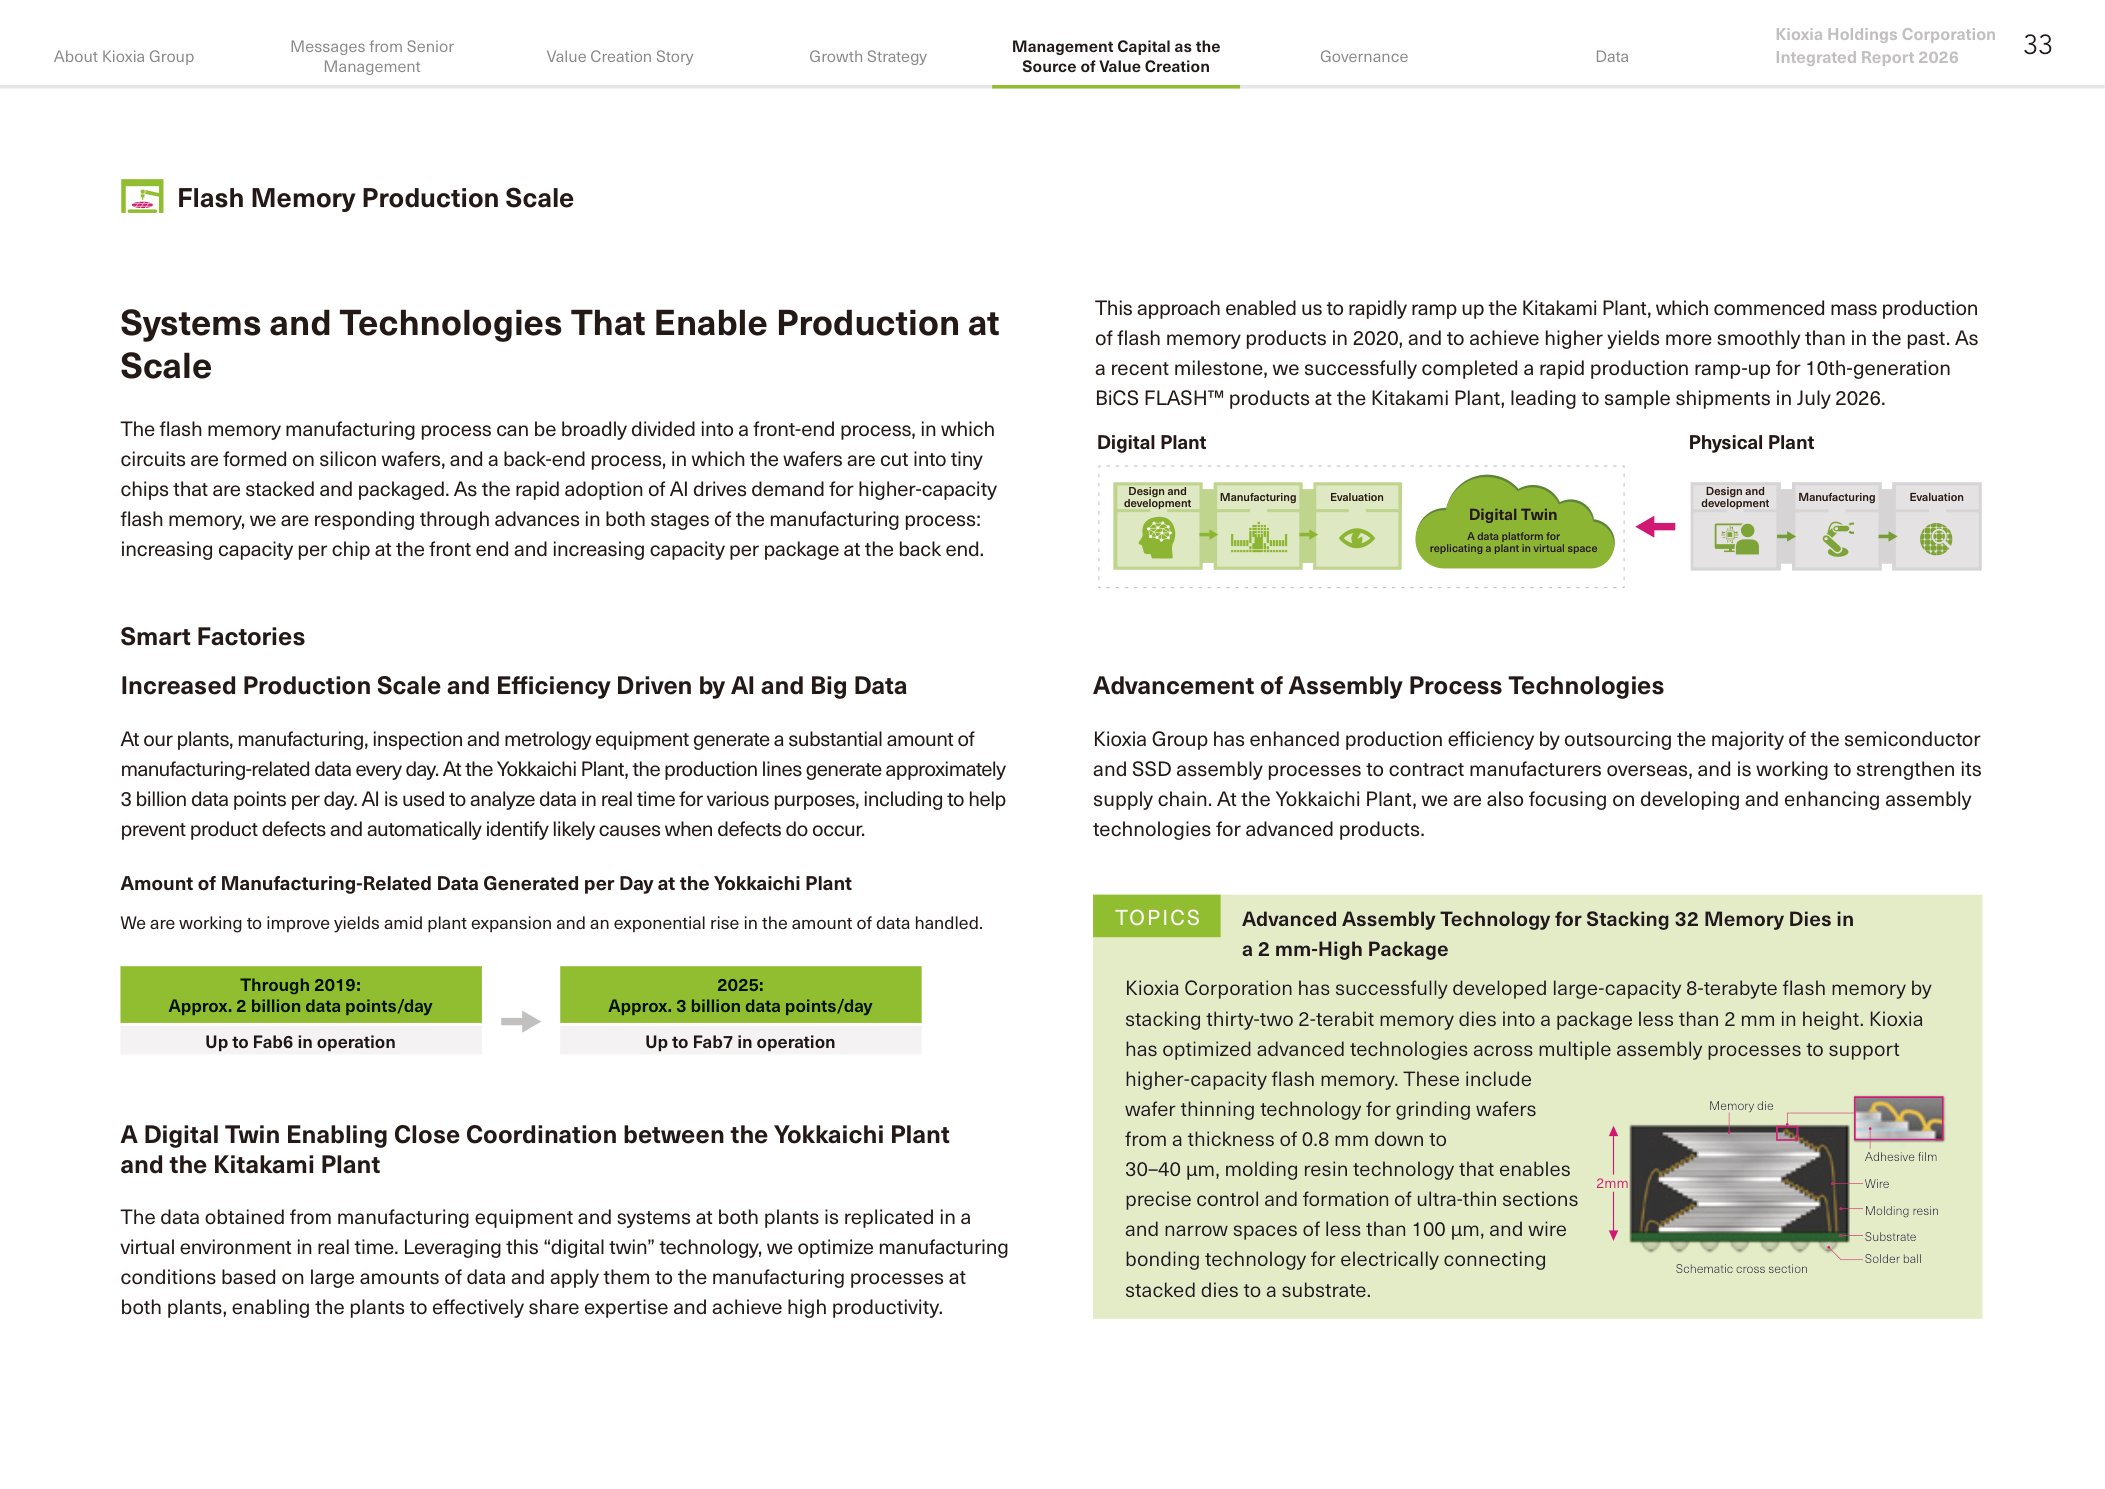 About Kioxia Group
Messages from Senior
Management
Value Creation Story
Growth Strategy
Management Capital as the
Source of Value Creation
Governance
Data
Kioxia Holdings Corporation
Integrated Report 2026
33
Flash Memory Production Scale
Systems and Technologies That Enable Production at
Scale
The flash memory manufacturing process can be broadly divided into a front-end process, in which
circuits are formed on silicon wafers, and a back-end process, in which the wafers are cut into tiny
chips that are stacked and packaged. As the rapid adoption of AI drives demand for higher-capacity
flash memory, we are responding through advances in both stages of the manufacturing process:
increasing capacity per chip at the front end and increasing capacity per package at the back end.
Smart Factories
Increased Production Scale and Efficiency Driven by AI and Big Data
At our plants, manufacturing, inspection and metrology equipment generate a substantial amount of
manufacturing-related data every day. At the Yokkaichi Plant, the production lines generate approximately
3 billion data points per day. AI is used to analyze data in real time for various purposes, including to help
prevent product defects and automatically identify likely causes when defects do occur.
Amount of Manufacturing-Related Data Generated per Day at the Yokkaichi Plant
We are working to improve yields amid plant expansion and an exponential rise in the amount of data handled.
Through 2019:
Approx. 2 billion data points/day
Up to Fab6 in operation
2025:
Approx. 3 billion data points/day
Up to Fab7 in operation
A Digital Twin Enabling Close Coordination between the Yokkaichi Plant
and the Kitakami Plant
The data obtained from manufacturing equipment and systems at both plants is replicated in a
virtual environment in real time. Leveraging this “digital twin” technology, we optimize manufacturing
conditions based on large amounts of data and apply them to the manufacturing processes at
both plants, enabling the plants to effectively share expertise and achieve high productivity.
This approach enabled us to rapidly ramp up the Kitakami Plant, which commenced mass production
of flash memory products in 2020, and to achieve higher yields more smoothly than in the past. As
a recent milestone, we successfully completed a rapid production ramp-up for 10th-generation
BiCS FLASH™ products at the Kitakami Plant, leading to sample shipments in July 2026.
Digital Plant
Design and
development
Manufacturing
Evaluation
Digital Twin
A data platform for
replicating a plant in virtual space
Physical Plant
Design and
development
Manufacturing
Evaluation
Advancement of Assembly Process Technologies
Kioxia Group has enhanced production efficiency by outsourcing the majority of the semiconductor
and SSD assembly processes to contract manufacturers overseas, and is working to strengthen its
supply chain. At the Yokkaichi Plant, we are also focusing on developing and enhancing assembly
technologies for advanced products.
TOPICS
Advanced Assembly Technology for Stacking 32 Memory Dies in
a 2 mm-High Package
Kioxia Corporation has successfully developed large-capacity 8-terabyte flash memory by
stacking thirty-two 2-terabit memory dies into a package less than 2 mm in height. Kioxia
has optimized advanced technologies across multiple assembly processes to support
higher-capacity flash memory. These include
wafer thinning technology for grinding wafers
from a thickness of 0.8 mm down to
30–40 μm, molding resin technology that enables
precise control and formation of ultra-thin sections
and narrow spaces of less than 100 μm, and wire
bonding technology for electrically connecting
stacked dies to a substrate.
Memory die
Adhesive film
2mm
Wire
Molding resin
Substrate
Solder ball
Schematic cross section